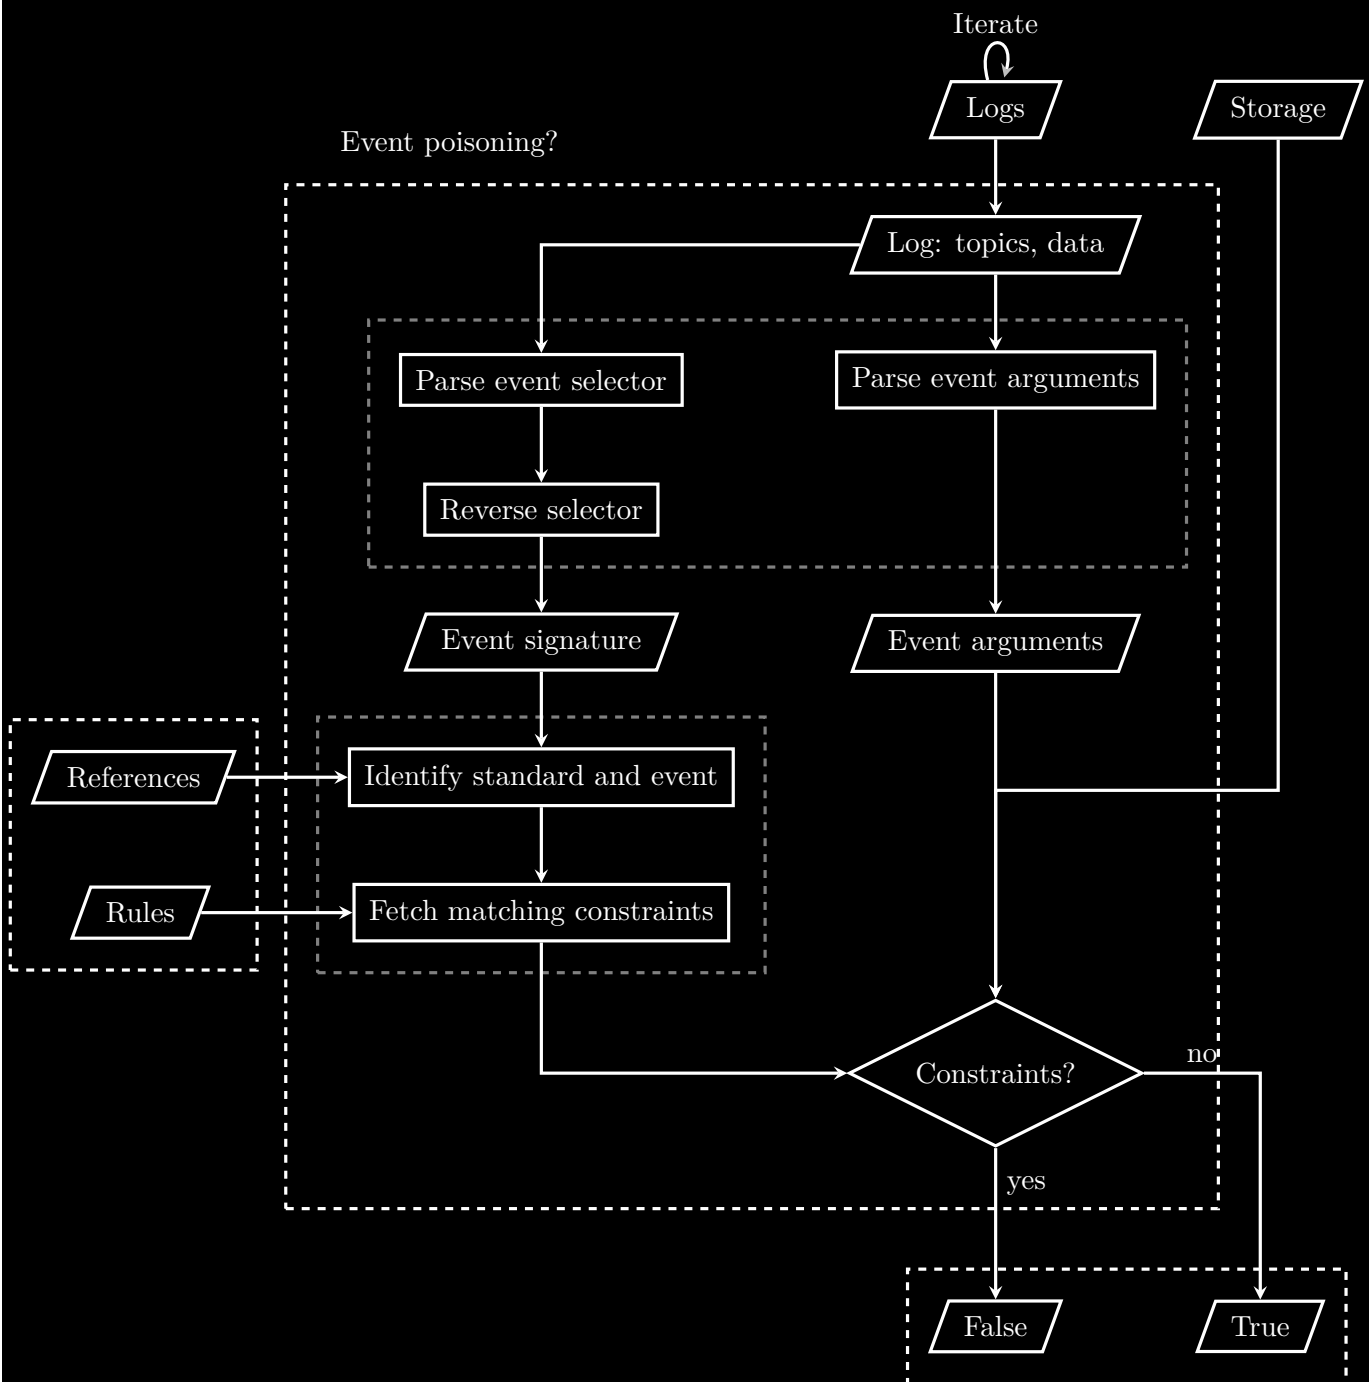 Iterate
Logs
Storage
Event poisoning?
Log: topics, data
Parse event selector
Parse event arguments
Reverse selector
Event signature
Event arguments
References
Identify standard and event
Rules
Fetch matching constraints
no
Constraints?
yes
False
True